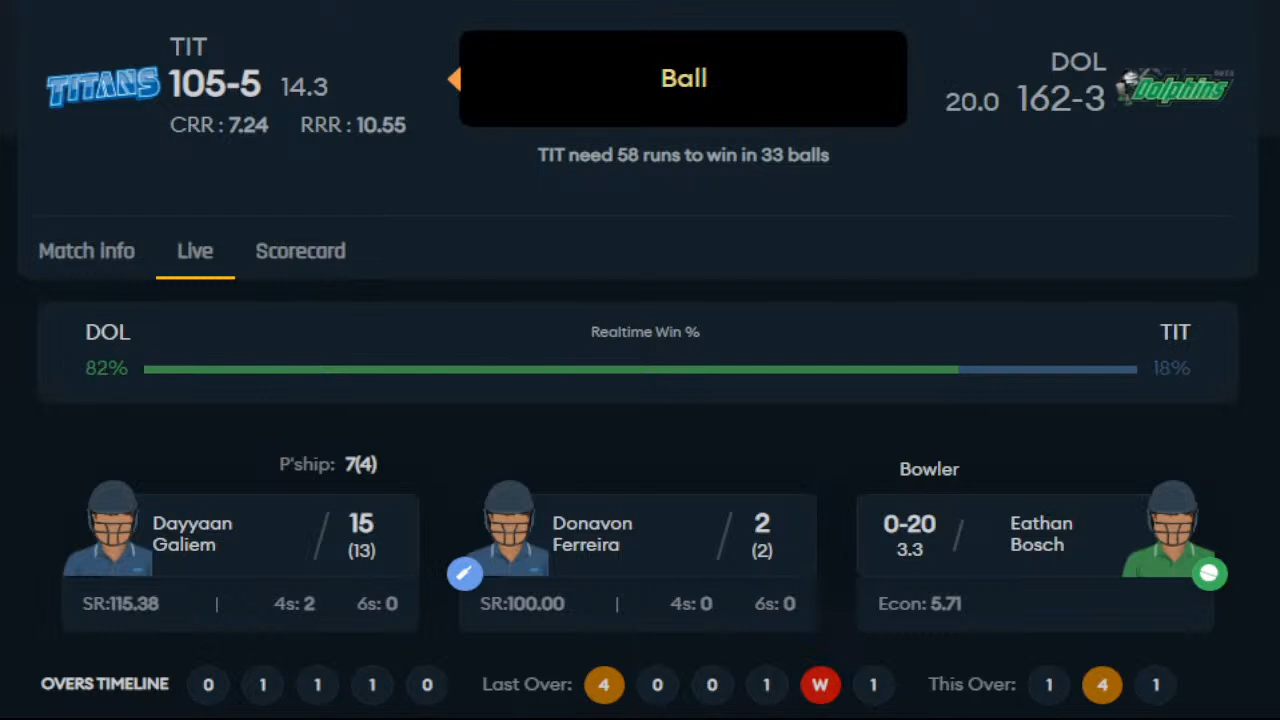 TIT
TITANS
105-5 14.3
CRR : 7.24 RRR : 10.55
Ball
TIT need 58 runs to win in 33 balls
DOL
20.0 162-3
Dolphins
Match info Live Scorecard
DOL Realtime Win % TIT
82% 18%
P'ship: 7(4)
Bowler
Dayyaan
Galiem
15
(13)
SR:115.38 | 4s: 2 6s: 0
Donavon
Ferreira
2
(2)
SR:100.00 | 4s: 0 6s: 0
0-20
3.3
Eathan
Bosch
Econ: 5.71
OVERS TIMELINE 0 1 1 1 0 Last Over: 4 0 0 1 W 1 This Over: 1 4 1